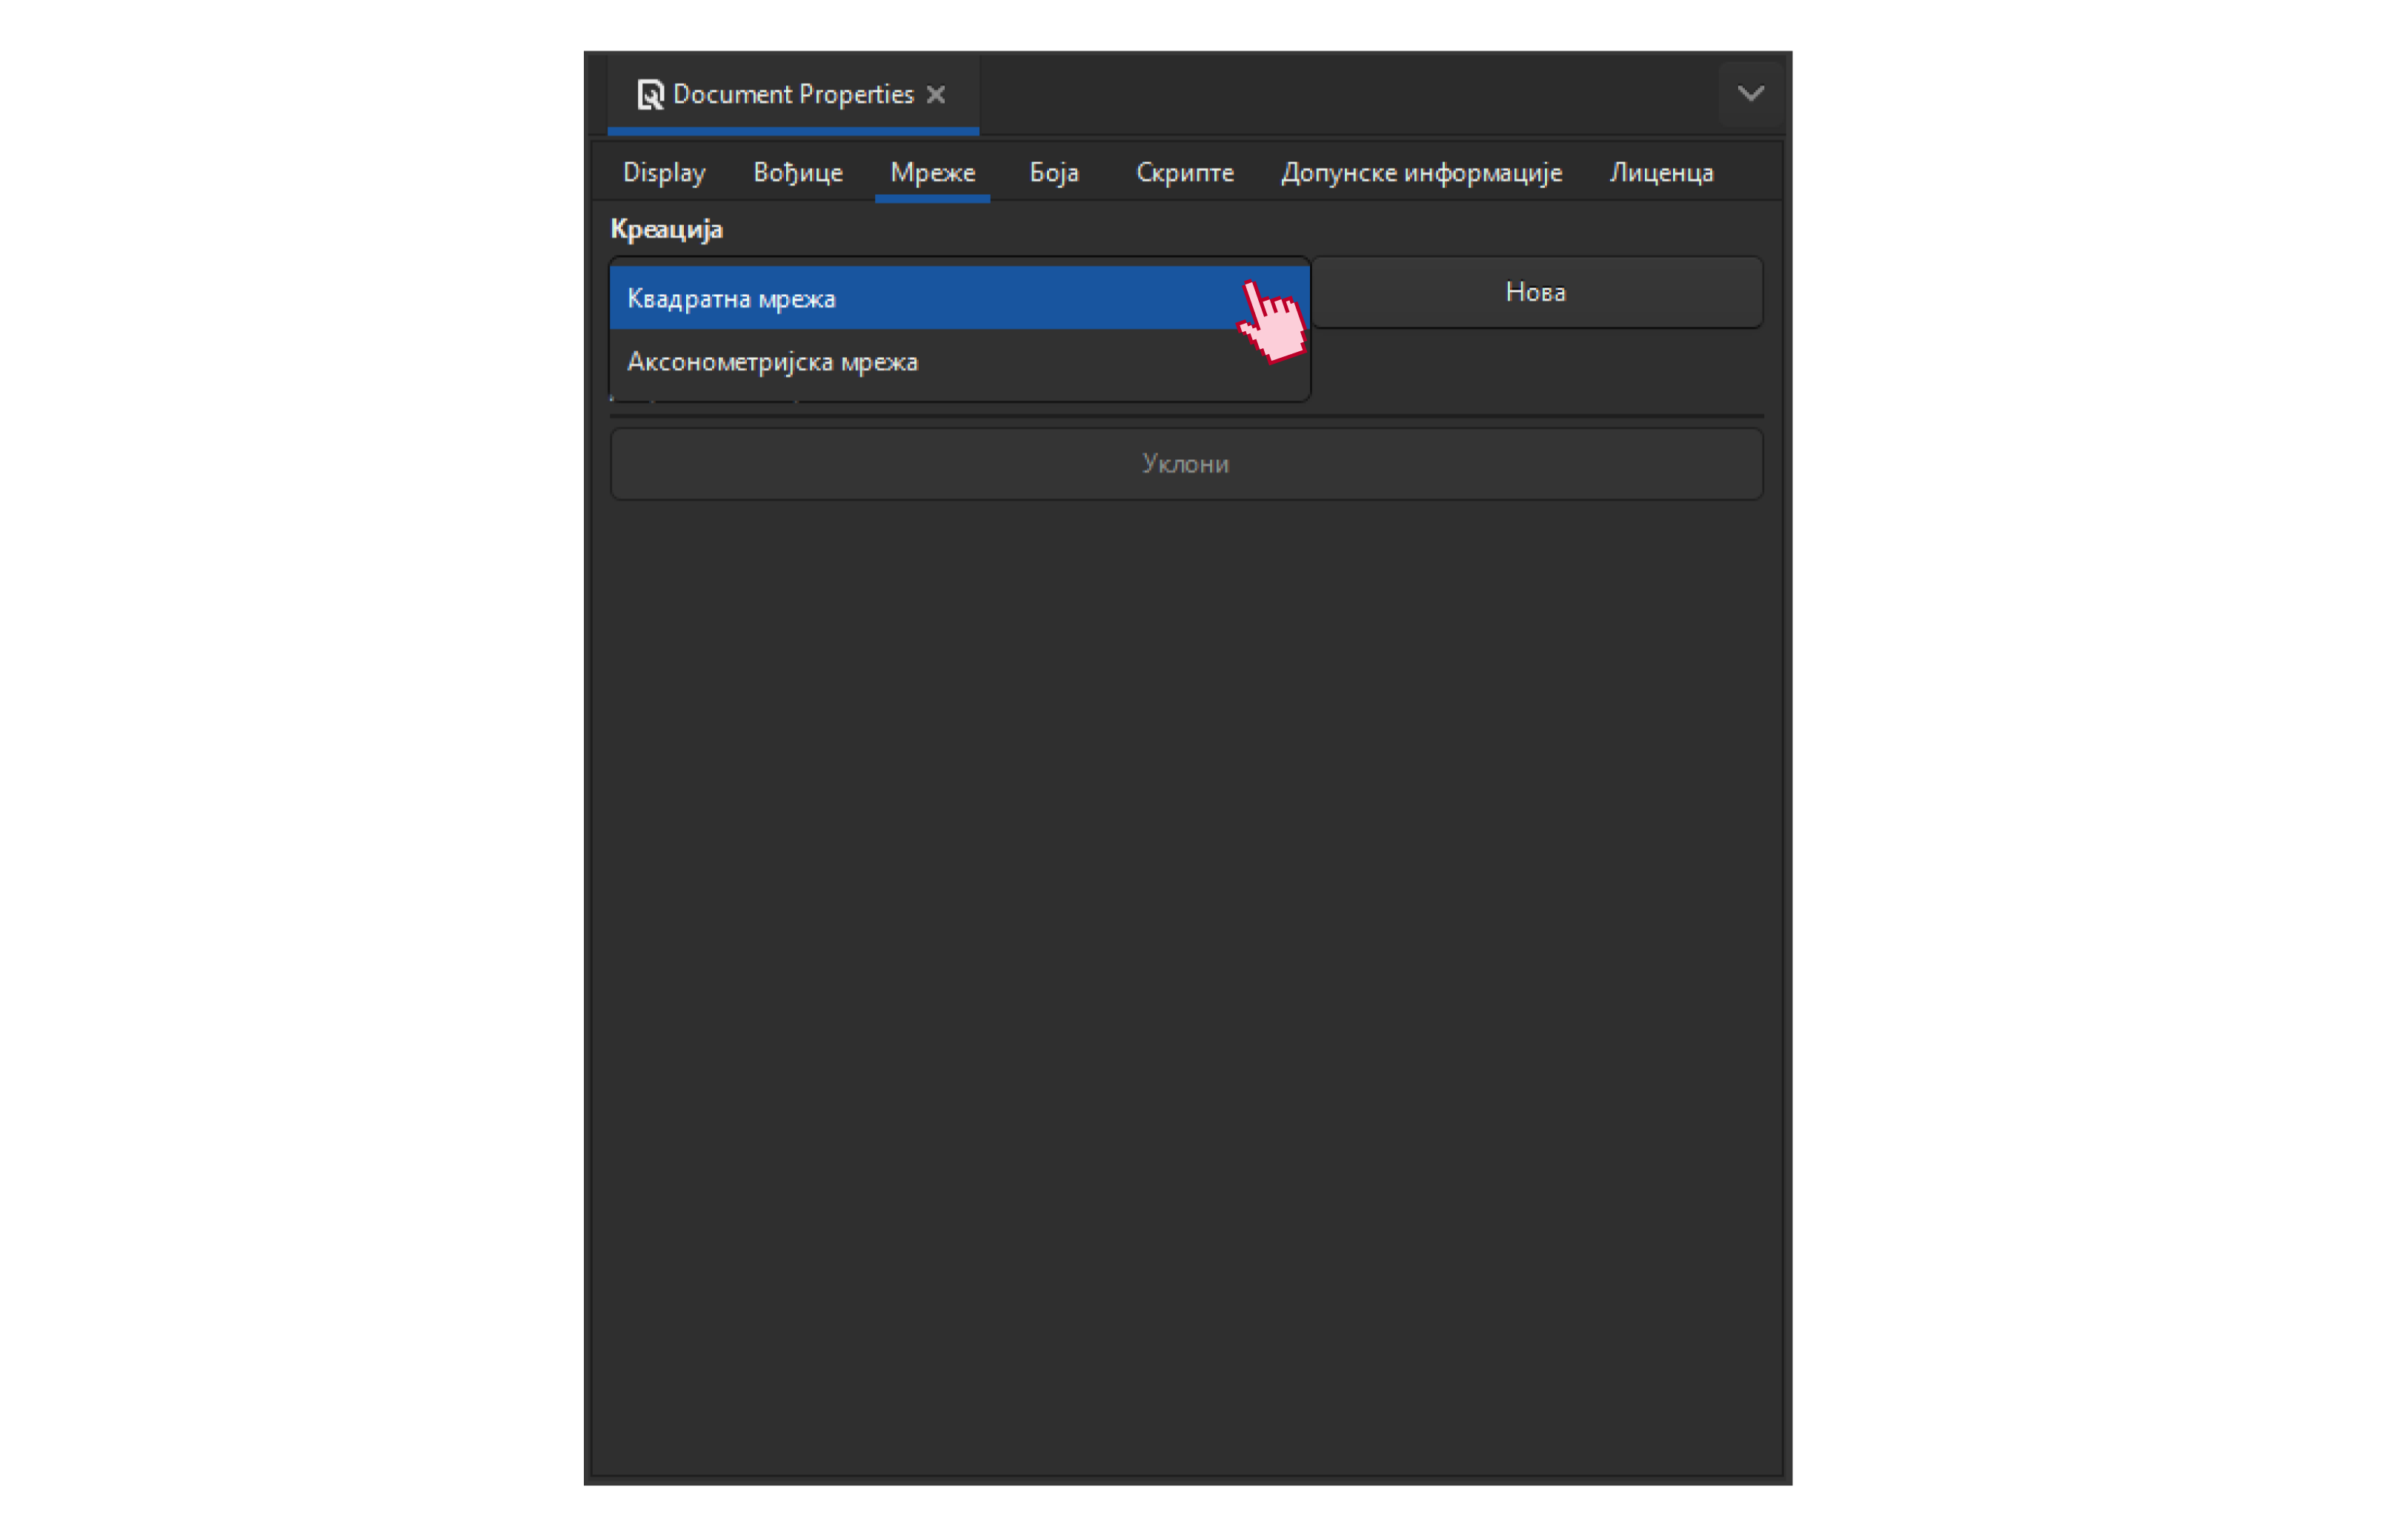 Document Properties
Display Вођице Мреже Боја Скрипте Допунске информације Лиценца
Креација
Квадратна мрежа Нова
Аксонометријска мрежа
Уклони